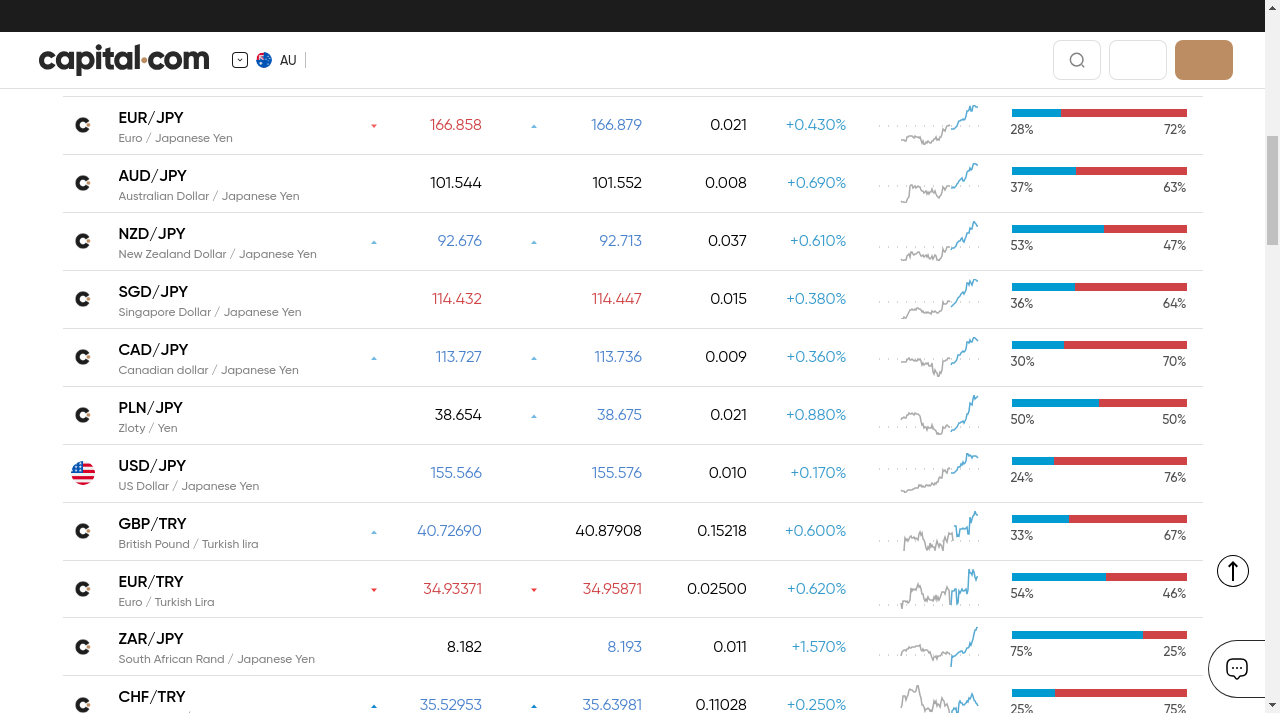 capital.com
AU
EUR/JPY
Euro / Japanese Yen
166.858
166.879
0.021
+0.430%
28%
72%
AUD/JPY
Australian Dollar / Japanese Yen
101.544
101.552
0.008
+0.690%
37%
63%
NZD/JPY
New Zealand Dollar / Japanese Yen
92.676
92.713
0.037
+0.610%
53%
47%
SGD/JPY
Singapore Dollar / Japanese Yen
114.432
114.447
0.015
+0.380%
36%
64%
CAD/JPY
Canadian dollar / Japanese Yen
113.727
113.736
0.009
+0.360%
30%
70%
PLN/JPY
Zloty / Yen
38.654
38.675
0.021
+0.880%
50%
50%
USD/JPY
US Dollar / Japanese Yen
155.566
155.576
0.010
+0.170%
24%
76%
GBP/TRY
British Pound / Turkish lira
40.72690
40.87908
0.15218
+0.600%
33%
67%
EUR/TRY
Euro / Turkish Lira
34.93371
34.95871
0.02500
+0.620%
54%
46%
ZAR/JPY
South African Rand / Japanese Yen
8.182
8.193
0.011
+1.570%
75%
25%
CHF/TRY
35.52953
35.63981
0.11028
+0.250%
25%
75%